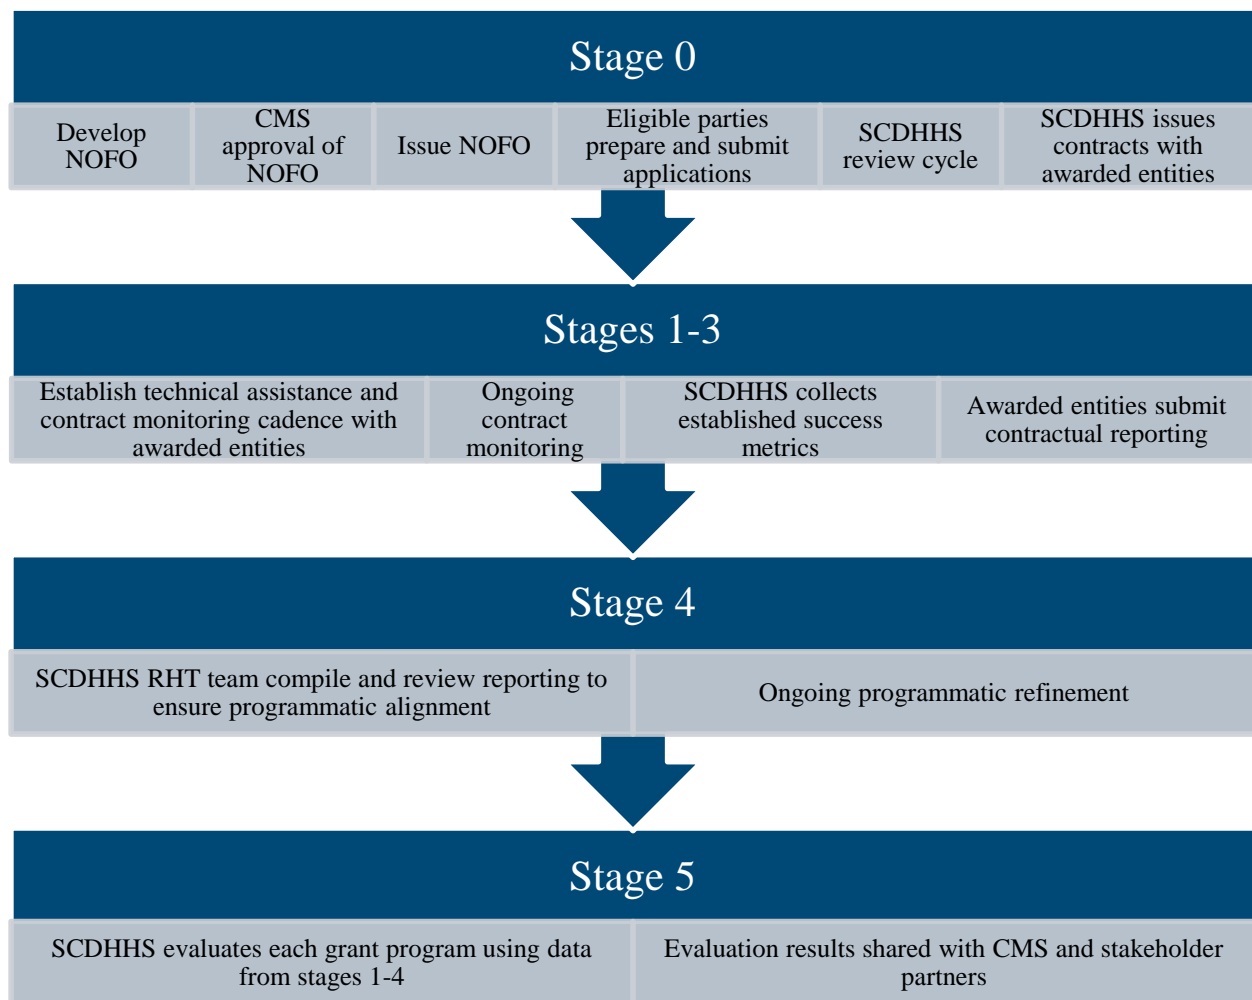 Stage 0
Develop
NOFO
CMS
approval of
NOFO
Issue NOFO
Eligible parties
prepare and submit
applications
SCDHHS
review cycle
SCDHHS issues
contracts with
awarded entities
Stages 1-3
Establish technical assistance and
contract monitoring cadence with
awarded entities
Ongoing
contract
monitoring
SCDHHS collects
established success
metrics
Awarded entities submit
contractual reporting
Stage 4
SCDHHS RHT team compile and review reporting to
ensure programmatic alignment
Ongoing programmatic refinement
Stage 5
SCDHHS evaluates each grant program using data
from stages 1-4
Evaluation results shared with CMS and stakeholder
partners